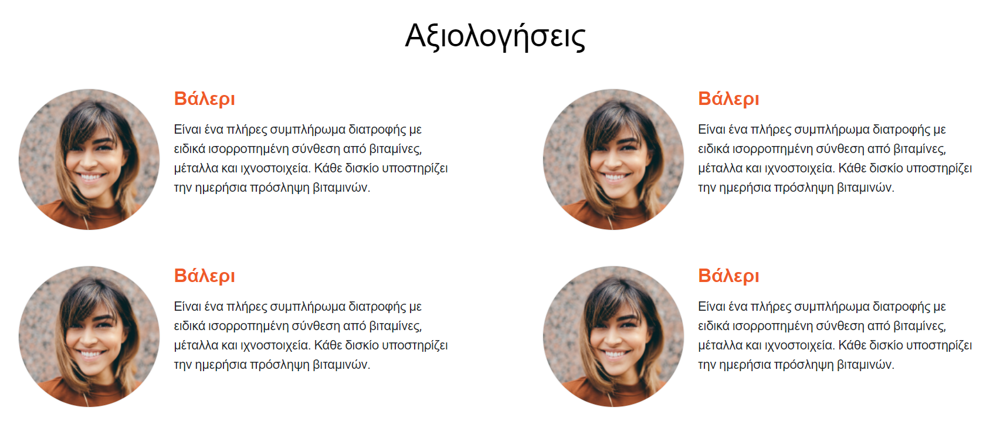 Αξιολογήσεις
Βάλερι
Είναι ένα πλήρες συμπλήρωμα διατροφής με
ειδικά ισορροπημένη σύνθεση από βιταμίνες,
μέταλλα και ιχνοστοιχεία. Κάθε δισκίο υποστηρίζει
την ημερήσια πρόσληψη βιταμινών.
Βάλερι
Είναι ένα πλήρες συμπλήρωμα διατροφής με
ειδικά ισορροπημένη σύνθεση από βιταμίνες,
μέταλλα και ιχνοστοιχεία. Κάθε δισκίο υποστηρίζει
την ημερήσια πρόσληψη βιταμινών.
Βάλερι
Είναι ένα πλήρες συμπλήρωμα διατροφής με
ειδικά ισορροπημένη σύνθεση από βιταμίνες,
μέταλλα και ιχνοστοιχεία. Κάθε δισκίο υποστηρίζει
την ημερήσια πρόσληψη βιταμινών.
Βάλερι
Είναι ένα πλήρες συμπλήρωμα διατροφής με
ειδικά ισορροπημένη σύνθεση από βιταμίνες,
μέταλλα και ιχνοστοιχεία. Κάθε δισκίο υποστηρίζει
την ημερήσια πρόσληψη βιταμινών.